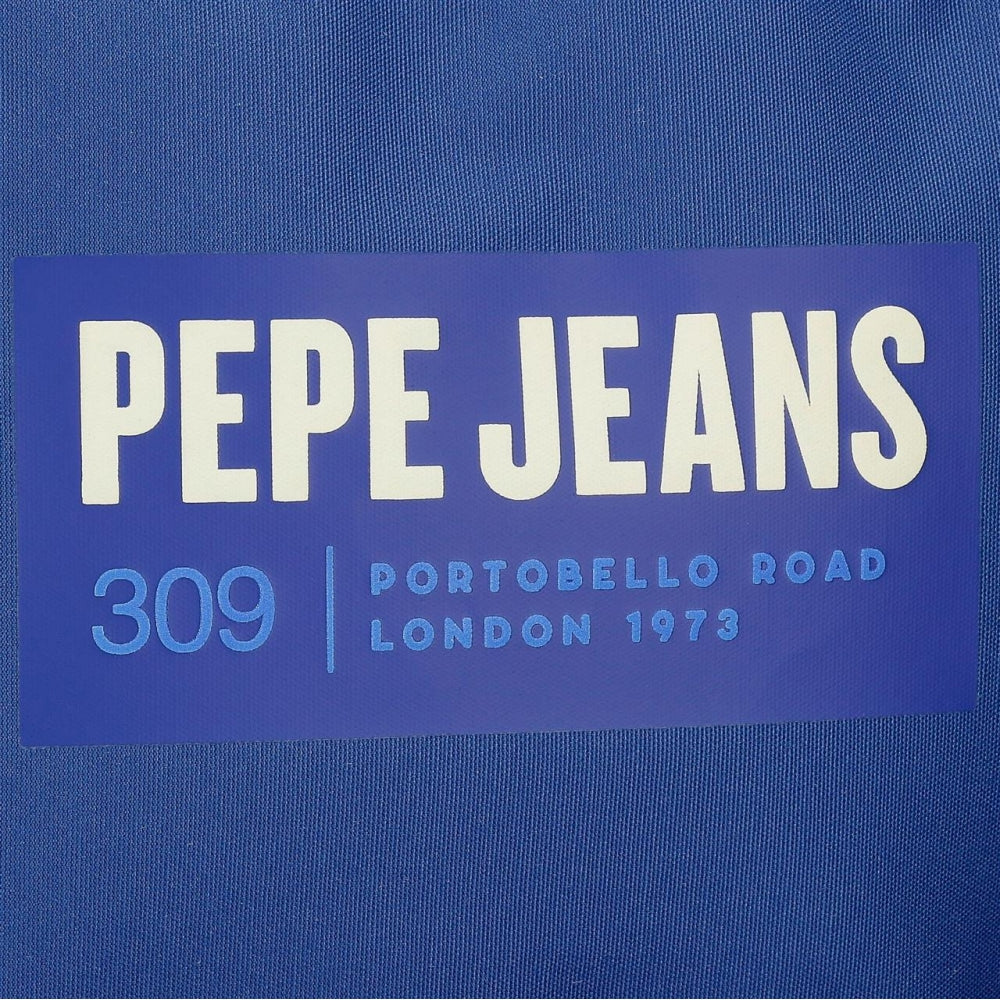 PEPE JEANS
309 | PORTOBELLO ROAD
LONDON 1973